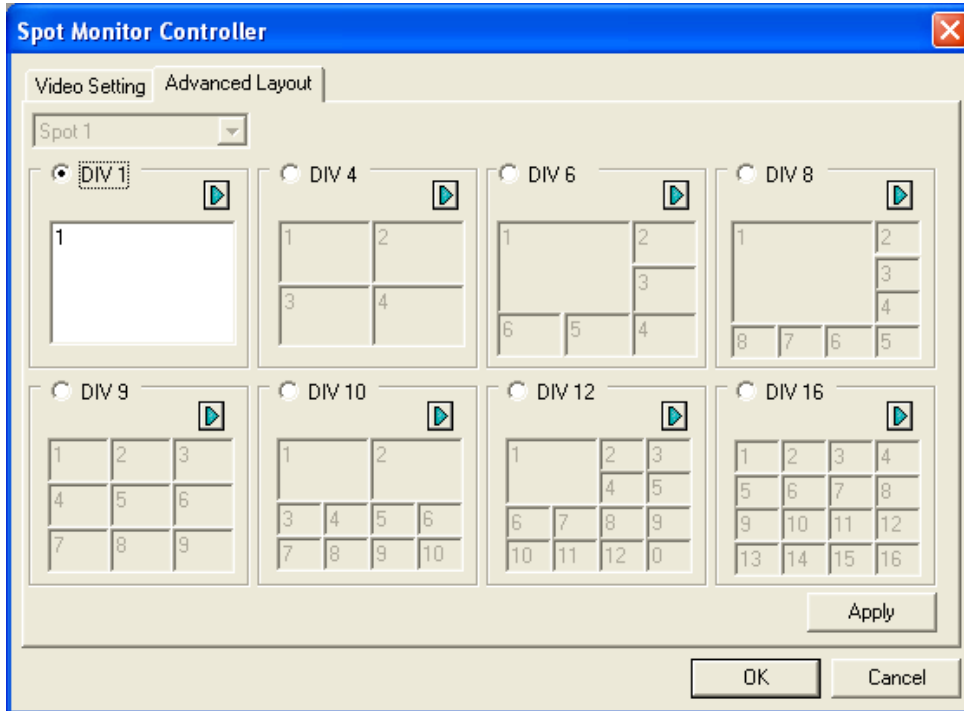 Spot Monitor Controller
Video Setting Advanced Layout
Spot 1
DIV 1 DIV 4 DIV 6 DIV 8
1 1 2 1 2 1 2
3 3
3 4 4
6 5 4 8 7 6 5
DIV 9 DIV 10 DIV 12 DIV 16
1 2 3 1 2 1 2 3 1 2 3 4
4 5 6 4 5 5 6 7 8
3 4 5 6 6 7 8 9 9 10 11 12
7 8 9 7 8 9 10 10 11 12 0 13 14 15 16
Apply
OK Cancel